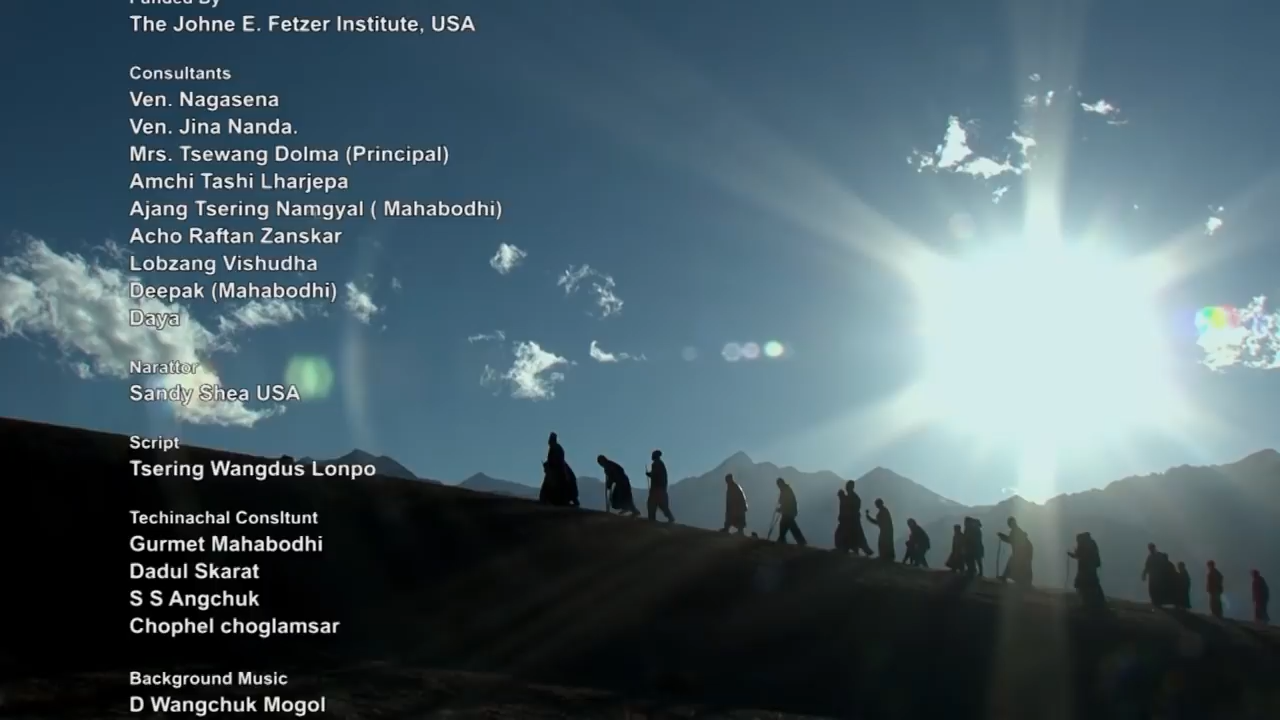 Funded By
The Johne E. Fetzer Institute, USA
Consultants
Ven. Nagasena
Ven. Jina Nanda.
Mrs. Tsewang Dolma (Principal)
Amchi Tashi Lharjepa
Ajang Tsering Namgyal ( Mahabodhi)
Acho Raftan Zanskar
Lobzang Vishudha
Deepak (Mahabodhi)
Daya
Narattor
Sandy Shea USA
Script
Tsering Wangdus Lonpo
Techinachal Consltunt
Gurmet Mahabodhi
Dadul Skarat
S S Angchuk
Chophel choglamsar
Background Music
D Wangchuk Mogol